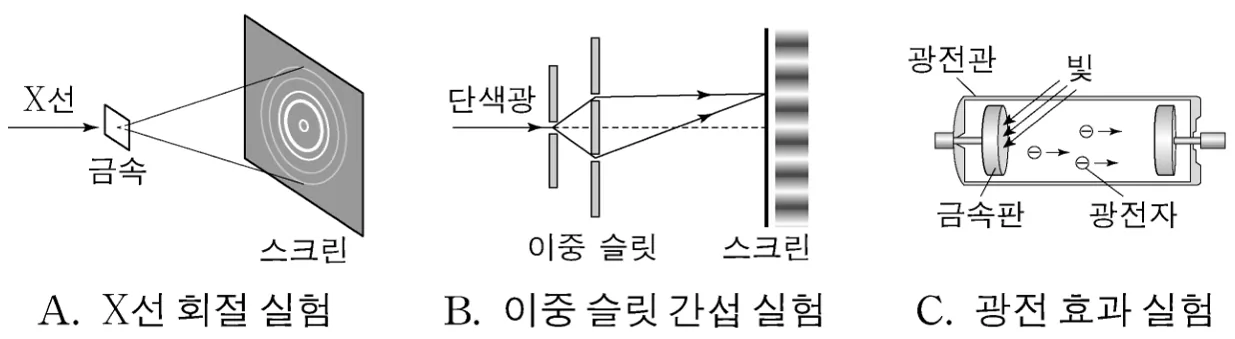 X선
금속
스크린
A. X선 회절 실험
단색광
이중 슬릿
스크린
B. 이중 슬릿 간섭 실험
광전관
빛
금속판
광전자
C. 광전 효과 실험